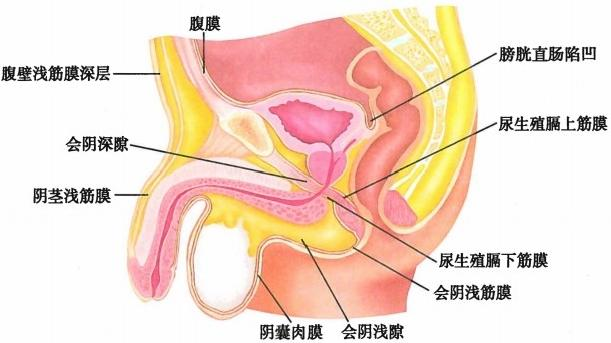 腹膜
腹壁浅筋膜深层
膀胱直肠陷凹
会阴深隙
尿生殖膈上筋膜
阴茎浅筋膜
尿生殖膈下筋膜
会阴浅筋膜
阴囊肉膜
会阴浅隙